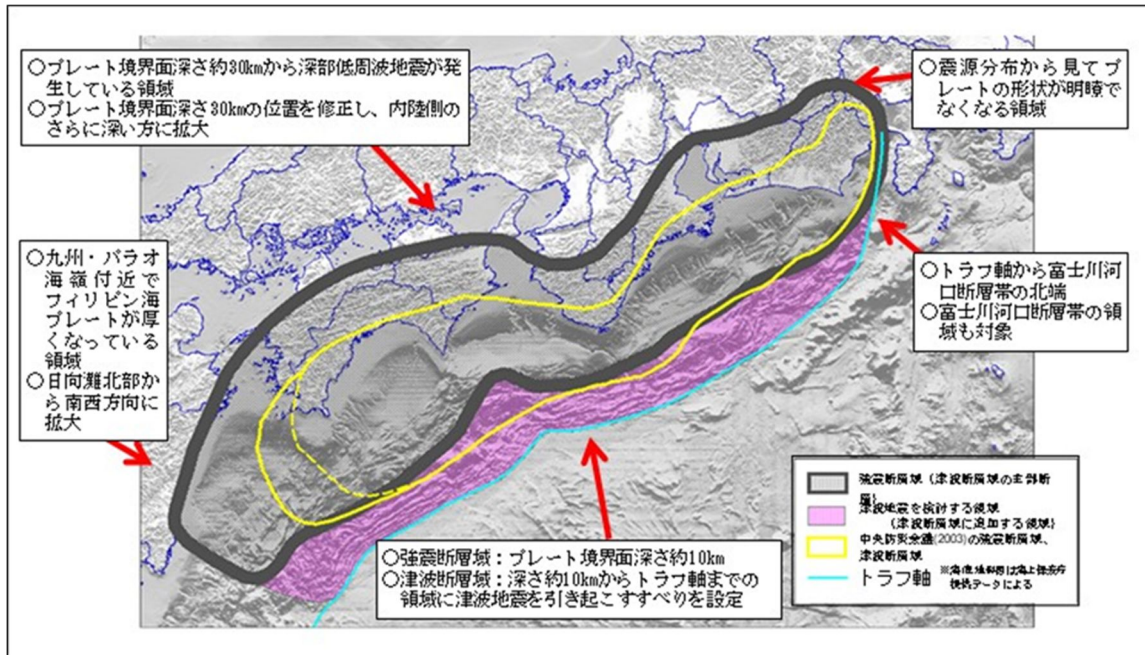 ○プレート境界面深さ約30kmから深部低周波地震が発
生している領域
○プレート境界面深さ30kmの位置を修正し、内陸側の
さらに深い方に拡大
○震源分布から見てプ
レートの形状が明瞭で
なくなる領域
○九州・パラオ
海嶺付近で
フィリピン海
プレートが厚
くなっている
領域
○日向灘北部か
ら南西方向に
拡大
○トラフ軸から富士川河
口断層帯の北端
○富士川河口断層帯の領
域も対象
○強震断層域：プレート境界面深さ約10km
○津波断層域：深さ約10kmからトラフ軸までの
領域に津波地震を引き起こすすべりを設定
強震断層域（津波断層域の主部断
層）
津波地震を検討する領域
（津波断層域に追加する領域）
中央防災会議(2003)の強震断層域、
津波断層域
トラフ軸